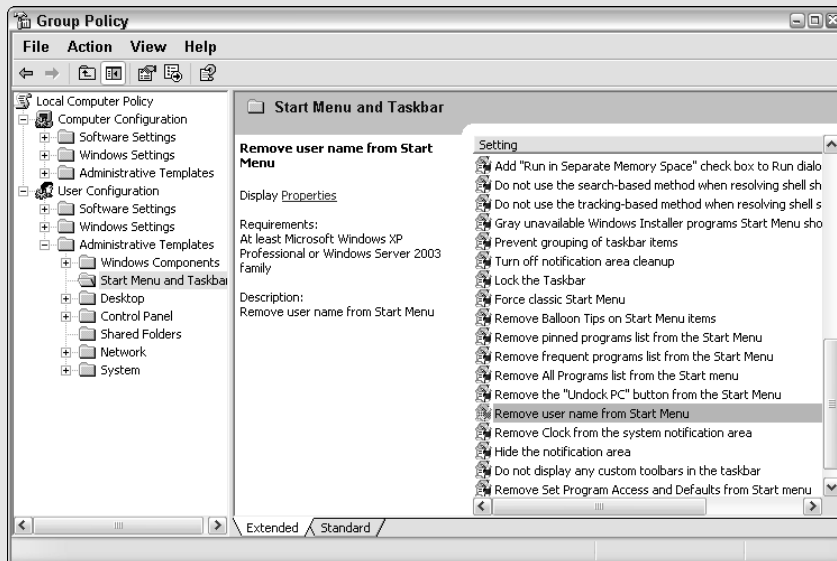 Group Policy
File Action View Help
Local Computer Policy
Computer Configuration
Software Settings
Windows Settings
Administrative Templates
User Configuration
Software Settings
Windows Settings
Administrative Templates
Windows Components
Start Menu and Taskbar
Desktop
Control Panel
Shared Folders
Network
System
Start Menu and Taskbar
Remove user name from Start
Menu
Display Properties
Requirements:
At least Microsoft Windows XP
Professional or Windows Server 2003
family
Description:
Remove user name from Start Menu
Setting
Add "Run in Separate Memory Space" check box to Run dialo
Do not use the search-based method when resolving shell sh
Do not use the tracking-based method when resolving shell s
Gray unavailable Windows Installer programs Start Menu sho
Prevent grouping of taskbar items
Turn off notification area cleanup
Lock the Taskbar
Force classic Start Menu
Remove Balloon Tips on Start Menu items
Remove pinned programs list from the Start Menu
Remove frequent programs list from the Start Menu
Remove All Programs list from the Start menu
Remove the "Undock PC" button from the Start Menu
Remove user name from Start Menu
Remove Clock from the system notification area
Hide the notification area
Do not display any custom toolbars in the taskbar
Remove Set Program Access and Defaults from Start menu
Extended Standard